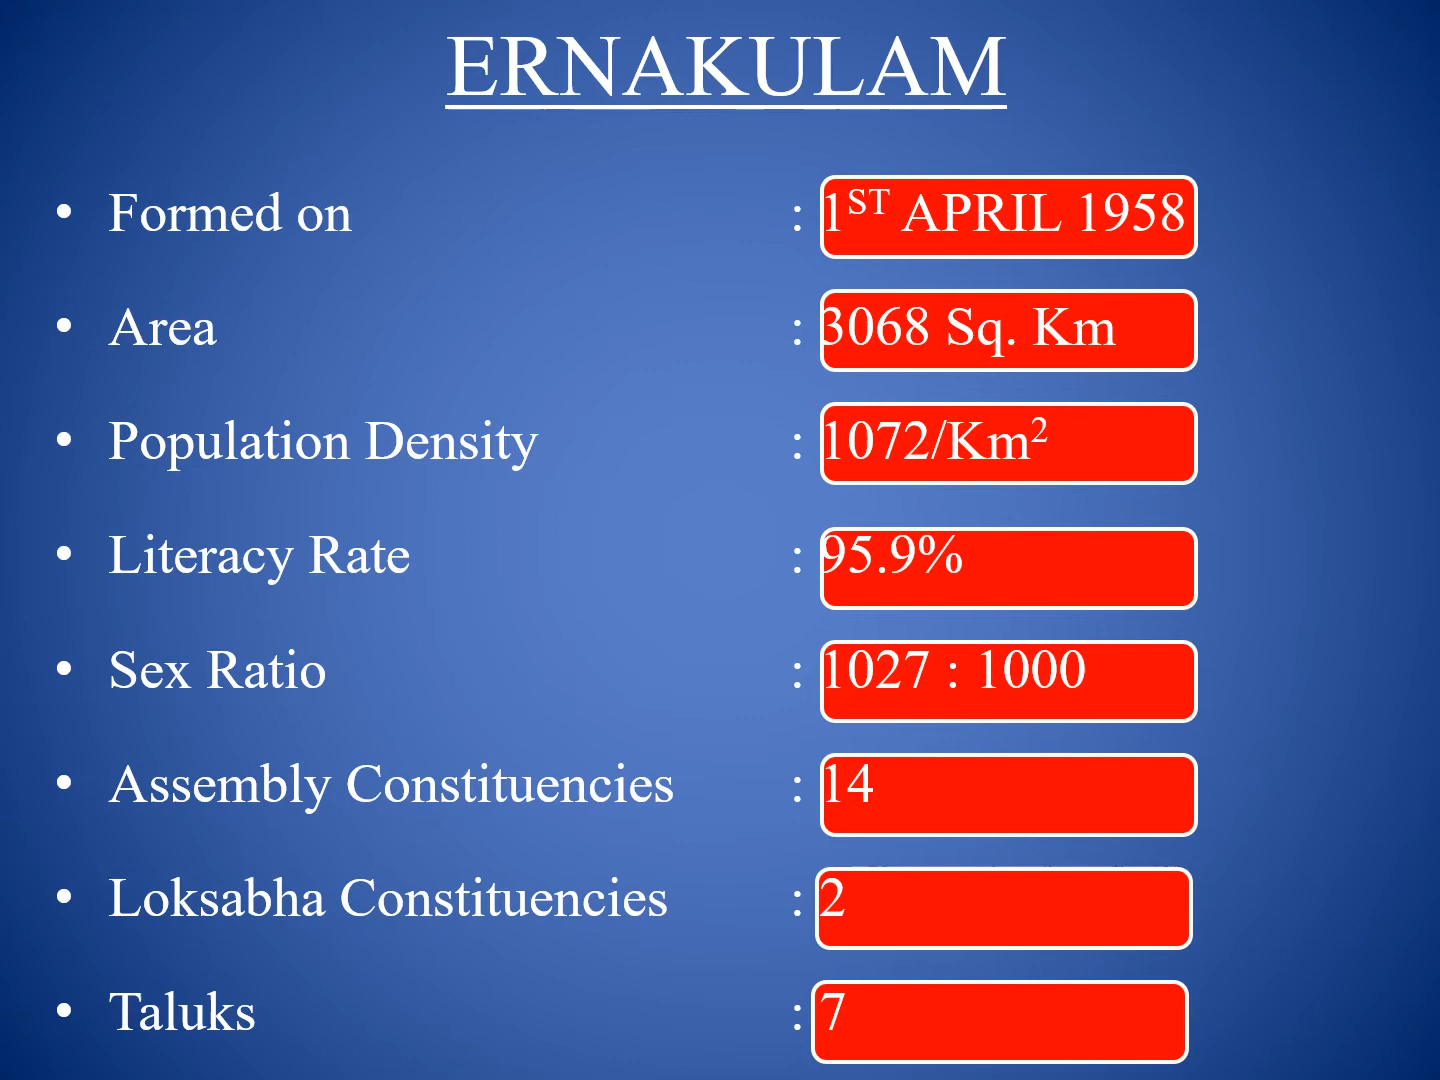 ERNAKULAM
• Formed on : 1ST APRIL 1958
• Area : 3068 Sq. Km
• Population Density : 1072/Km²
• Literacy Rate : 95.9%
• Sex Ratio : 1027 : 1000
• Assembly Constituencies : 14
• Loksabha Constituencies : 2
• Taluks : 7